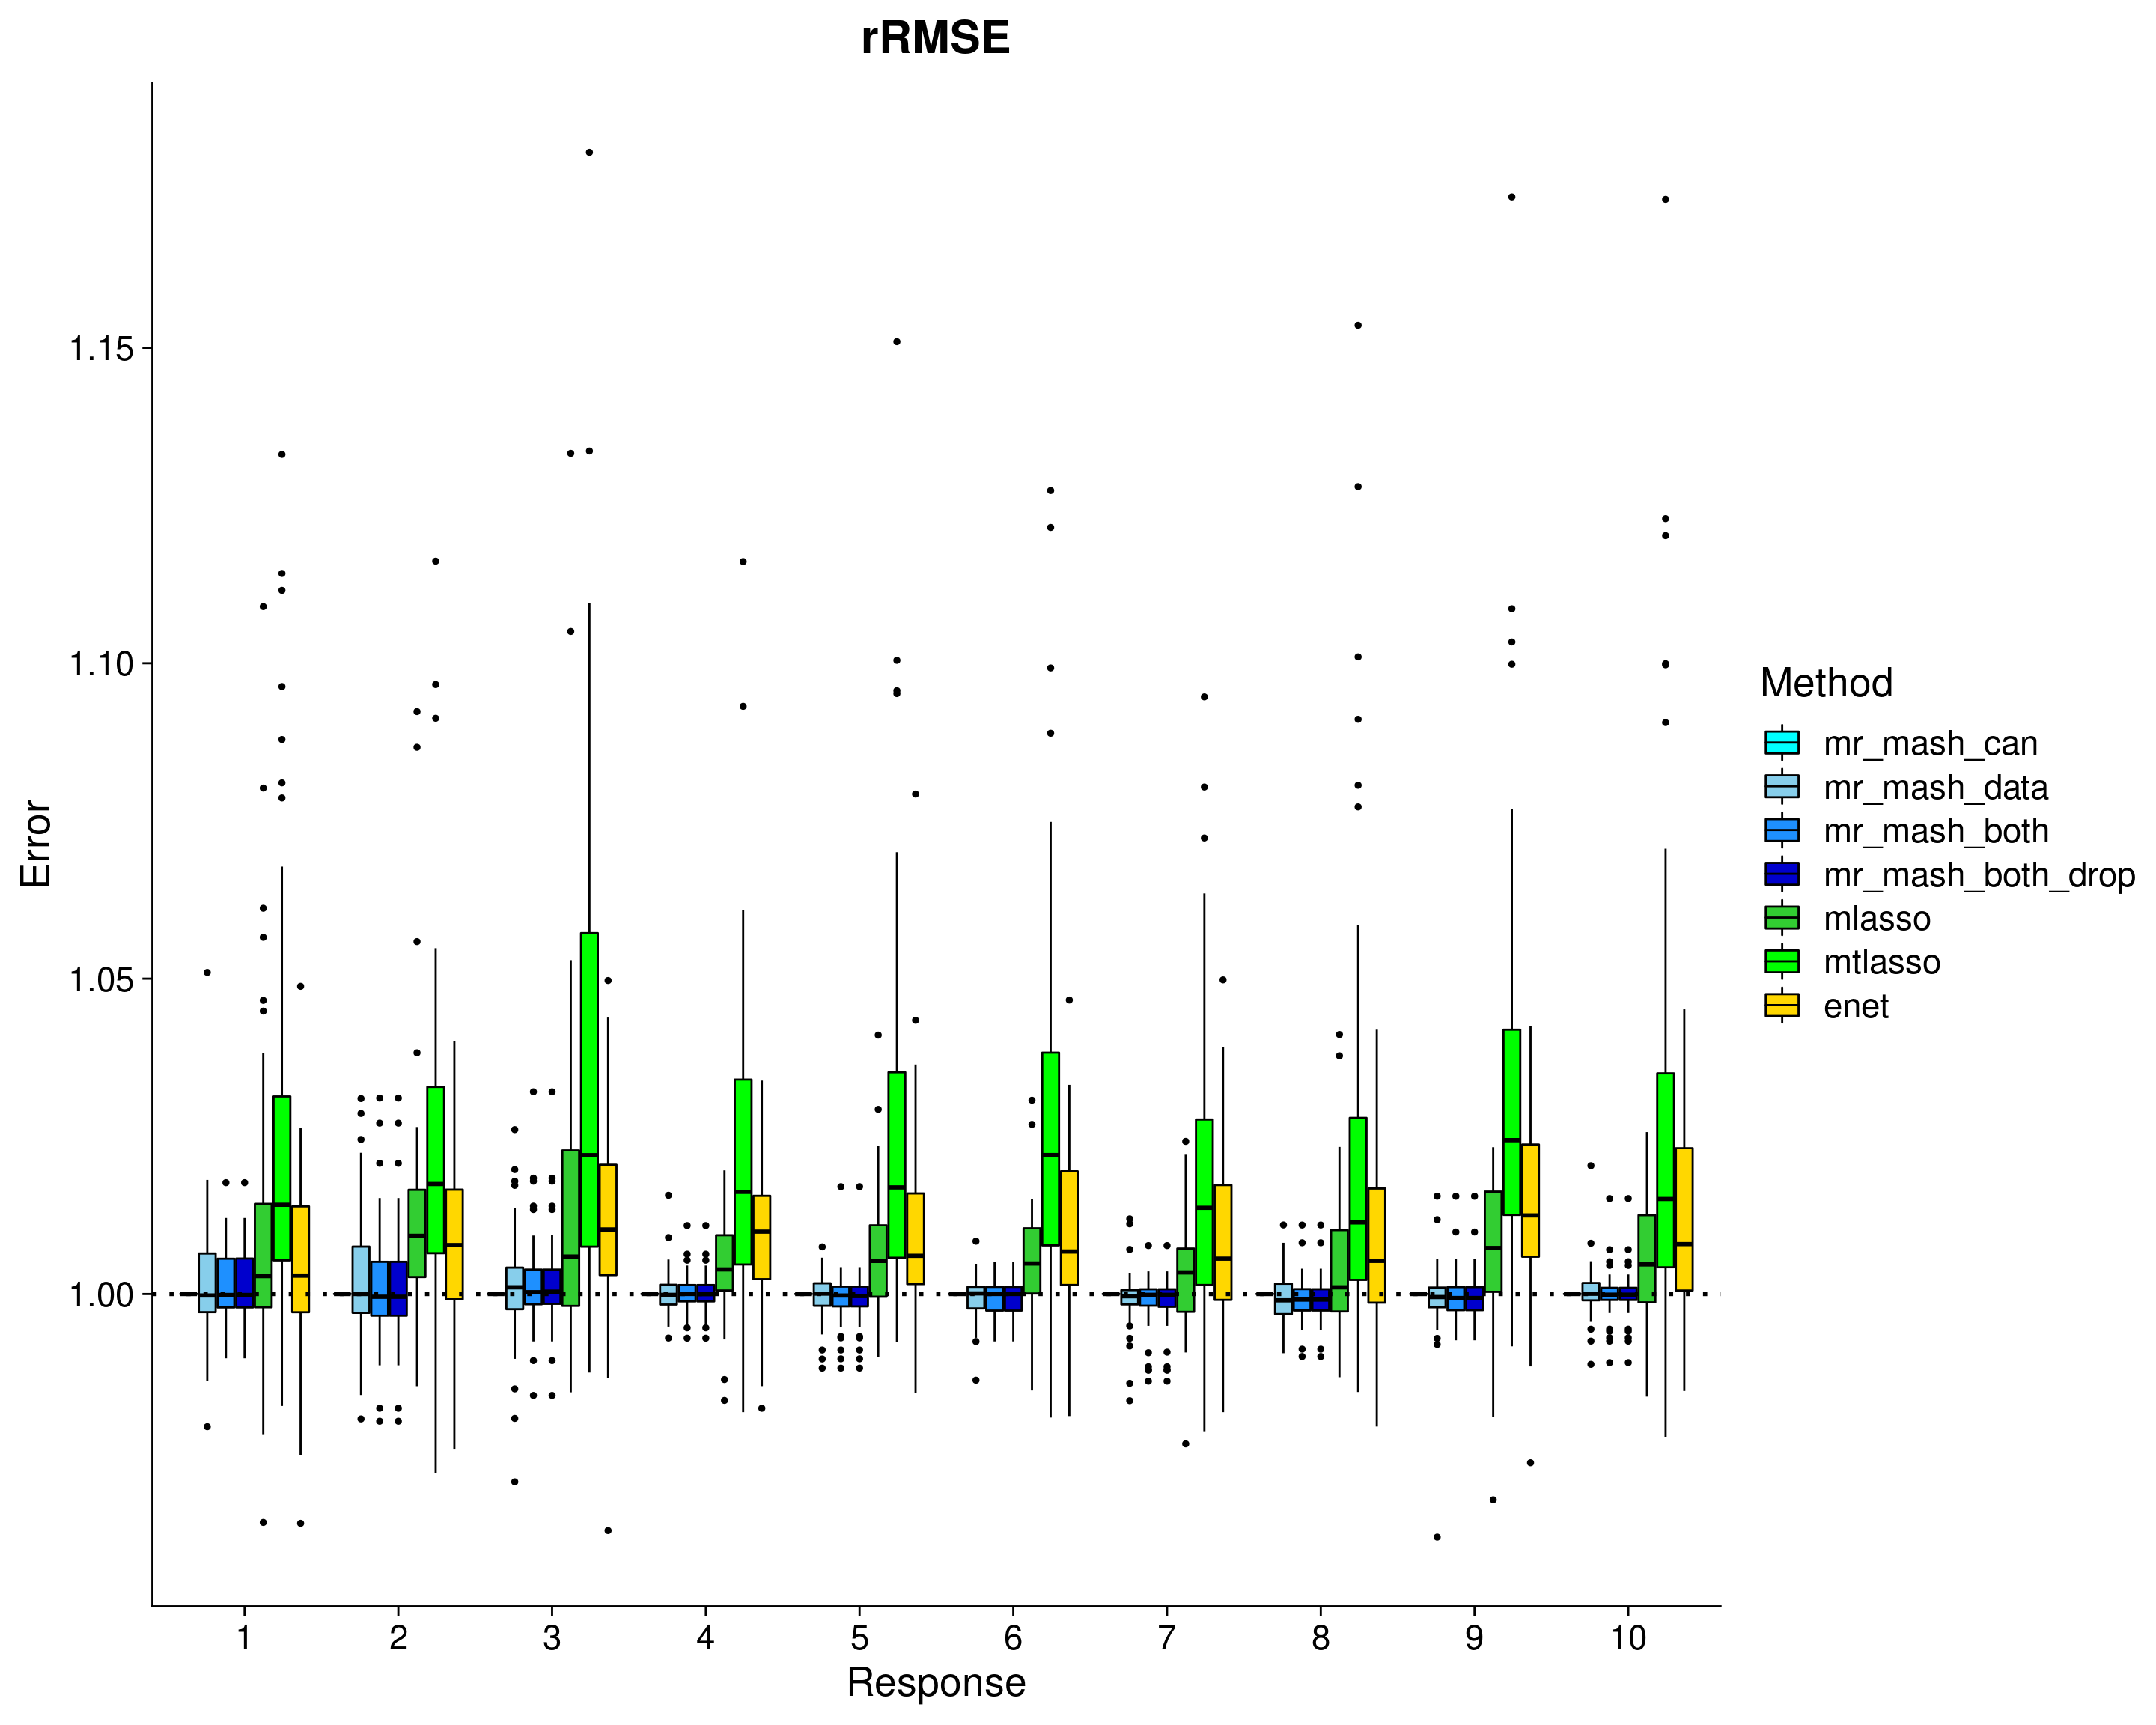 rRMSE
Error
1.15
1.10
1.05
1.00
1 2 3 4 5 6 7 8 9 10
Response
Method
mr_mash_can
mr_mash_data
mr_mash_both
mr_mash_both_drop
mlasso
mtlasso
enet